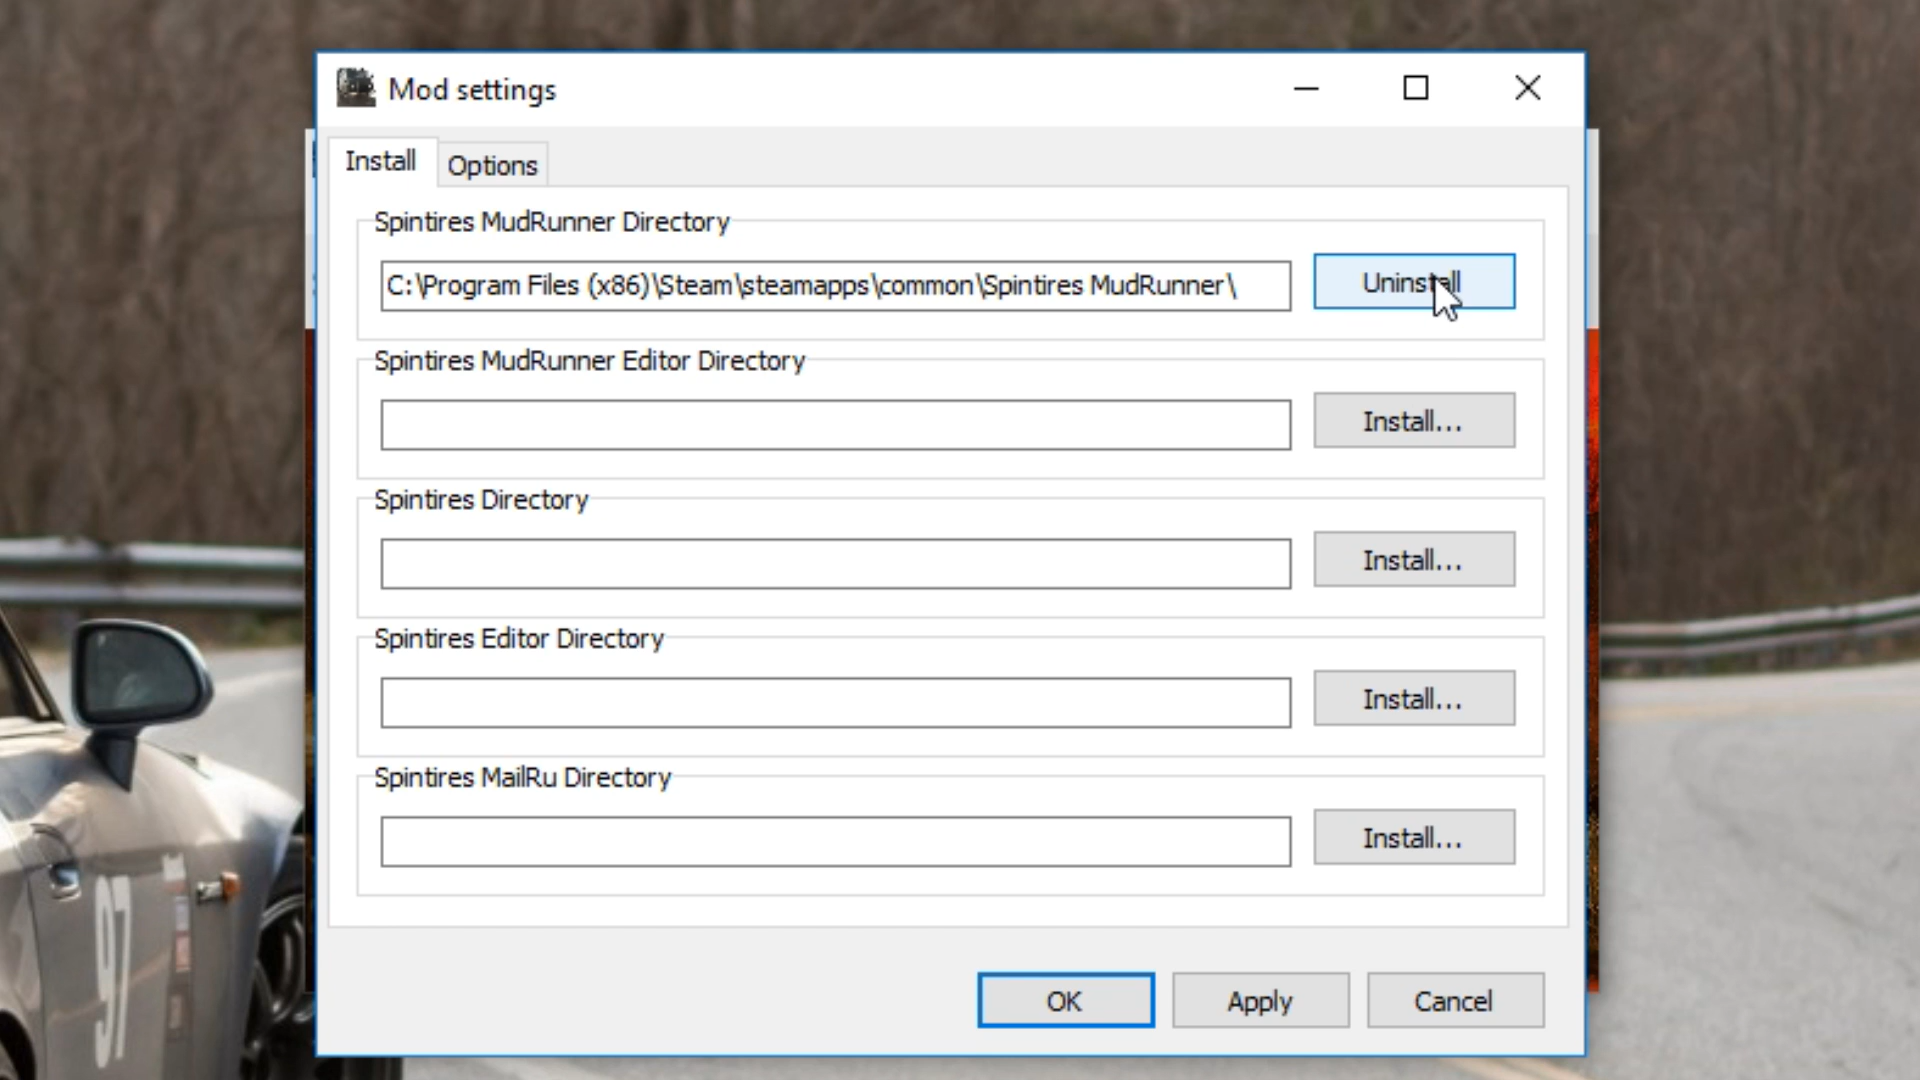 Mod settings
Install
Options
Spintires MudRunner Directory
C:\Program Files (x86)\Steam\steamapps\common\Spintires MudRunner\
Uninstall
Spintires MudRunner Editor Directory
Install...
Spintires Directory
Install...
Spintires Editor Directory
Install...
Spintires MailRu Directory
Install...
OK
Apply
Cancel
97